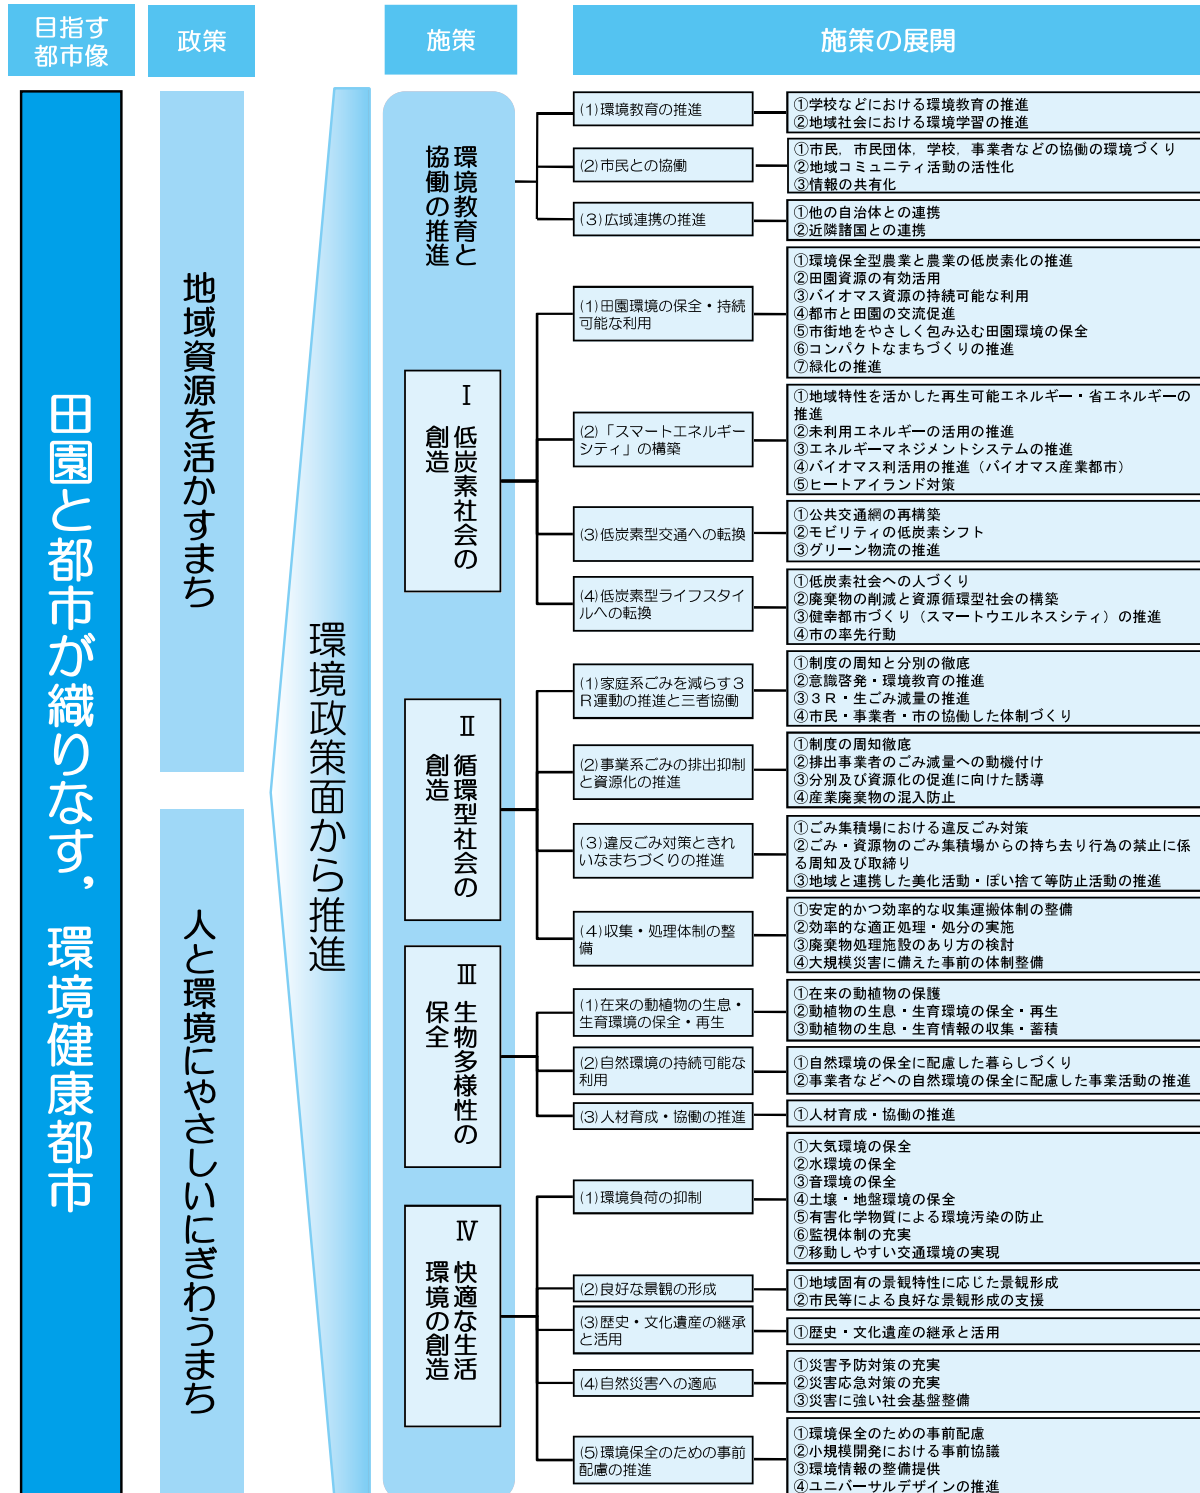 目指す
都市像
政策
施策
施策の展開
田園と都市が織りなす，環境健康都市
地域資源を活かすまち
人と環境にやさしいにぎわうまち
環境政策面から推進
環境教育と
協働の推進
(1)環境教育の推進
①学校などにおける環境教育の推進
②地域社会における環境学習の推進
(2)市民との協働
①市民，市民団体，学校，事業者などの協働の環境づくり
②地域コミュニティ活動の活性化
③情報の共有化
(3)広域連携の推進
①他の自治体との連携
②近隣諸国との連携
Ⅰ 低炭素社会の
創造
(1)田園環境の保全・持続
可能な利用
①環境保全型農業と農業の低炭素化の推進
②田園資源の有効活用
③バイオマス資源の持続可能な利用
④都市と田園の交流促進
⑤市街地をやさしく包み込む田園環境の保全
⑥コンパクトなまちづくりの推進
⑦緑化の推進
(2)「スマートエネルギー
シティ」の構築
①地域特性を活かした再生可能エネルギー・省エネルギーの
推進
②未利用エネルギーの活用の推進
③エネルギーマネジメントシステムの推進
④バイオマス利活用の推進（バイオマス産業都市）
⑤ヒートアイランド対策
(3)低炭素型交通への転換
①公共交通網の再構築
②モビリティの低炭素シフト
③グリーン物流の推進
(4)低炭素型ライフスタイ
ルへの転換
①低炭素社会への人づくり
②廃棄物の削減と資源循環型社会の構築
③健幸都市づくり（スマートウエルネスシティ）の推進
④市の率先行動
Ⅱ 循環型社会の
創造
(1)家庭系ごみを減らす３
Ｒ運動の推進と三者協働
①制度の周知と分別の徹底
②意識啓発・環境教育の推進
③３Ｒ・生ごみ減量の推進
④市民・事業者・市の協働した体制づくり
(2)事業系ごみの排出抑制
と資源化の推進
①制度の周知徹底
②排出事業者のごみ減量への動機付け
③分別及び資源化の促進に向けた誘導
④産業廃棄物の混入防止
(3)違反ごみ対策ときれ
いなまちづくりの推進
①ごみ集積場における違反ごみ対策
②ごみ・資源物のごみ集積場からの持ち去り行為の禁止に係
る周知及び取締り
③地域と連携した美化活動・ぽい捨て等防止活動の推進
(4)収集・処理体制の整
備
①安定的かつ効率的な収集運搬体制の整備
②効率的な適正処理・処分の実施
③廃棄物処理施設のあり方の検討
④大規模災害に備えた事前の体制整備
Ⅲ 生物多様性の
保全
(1)在来の動植物の生息・
生育環境の保全・再生
①在来の動植物の保護
②動植物の生息・生育環境の保全・再生
③動植物の生息・生育情報の収集・蓄積
(2)自然環境の持続可能な
利用
①自然環境の保全に配慮した暮らしづくり
②事業者などへの自然環境の保全に配慮した事業活動の推進
(3)人材育成・協働の推進
①人材育成・協働の推進
Ⅳ 快適な生活
環境の創造
(1)環境負荷の抑制
①大気環境の保全
②水環境の保全
③音環境の保全
④土壌・地盤環境の保全
⑤有害化学物質による環境汚染の防止
⑥監視体制の充実
⑦移動しやすい交通環境の実現
(2)良好な景観の形成
①地域固有の景観特性に応じた景観形成
②市民等による良好な景観形成の支援
(3)歴史・文化遺産の継承
と活用
①歴史・文化遺産の継承と活用
(4)自然災害への適応
①災害予防対策の充実
②災害応急対策の充実
③災害に強い社会基盤整備
(5)環境保全のための事前
配慮の推進
①環境保全のための事前配慮
②小規模開発における事前協議
③環境情報の整備提供
④ユニバーサルデザインの推進